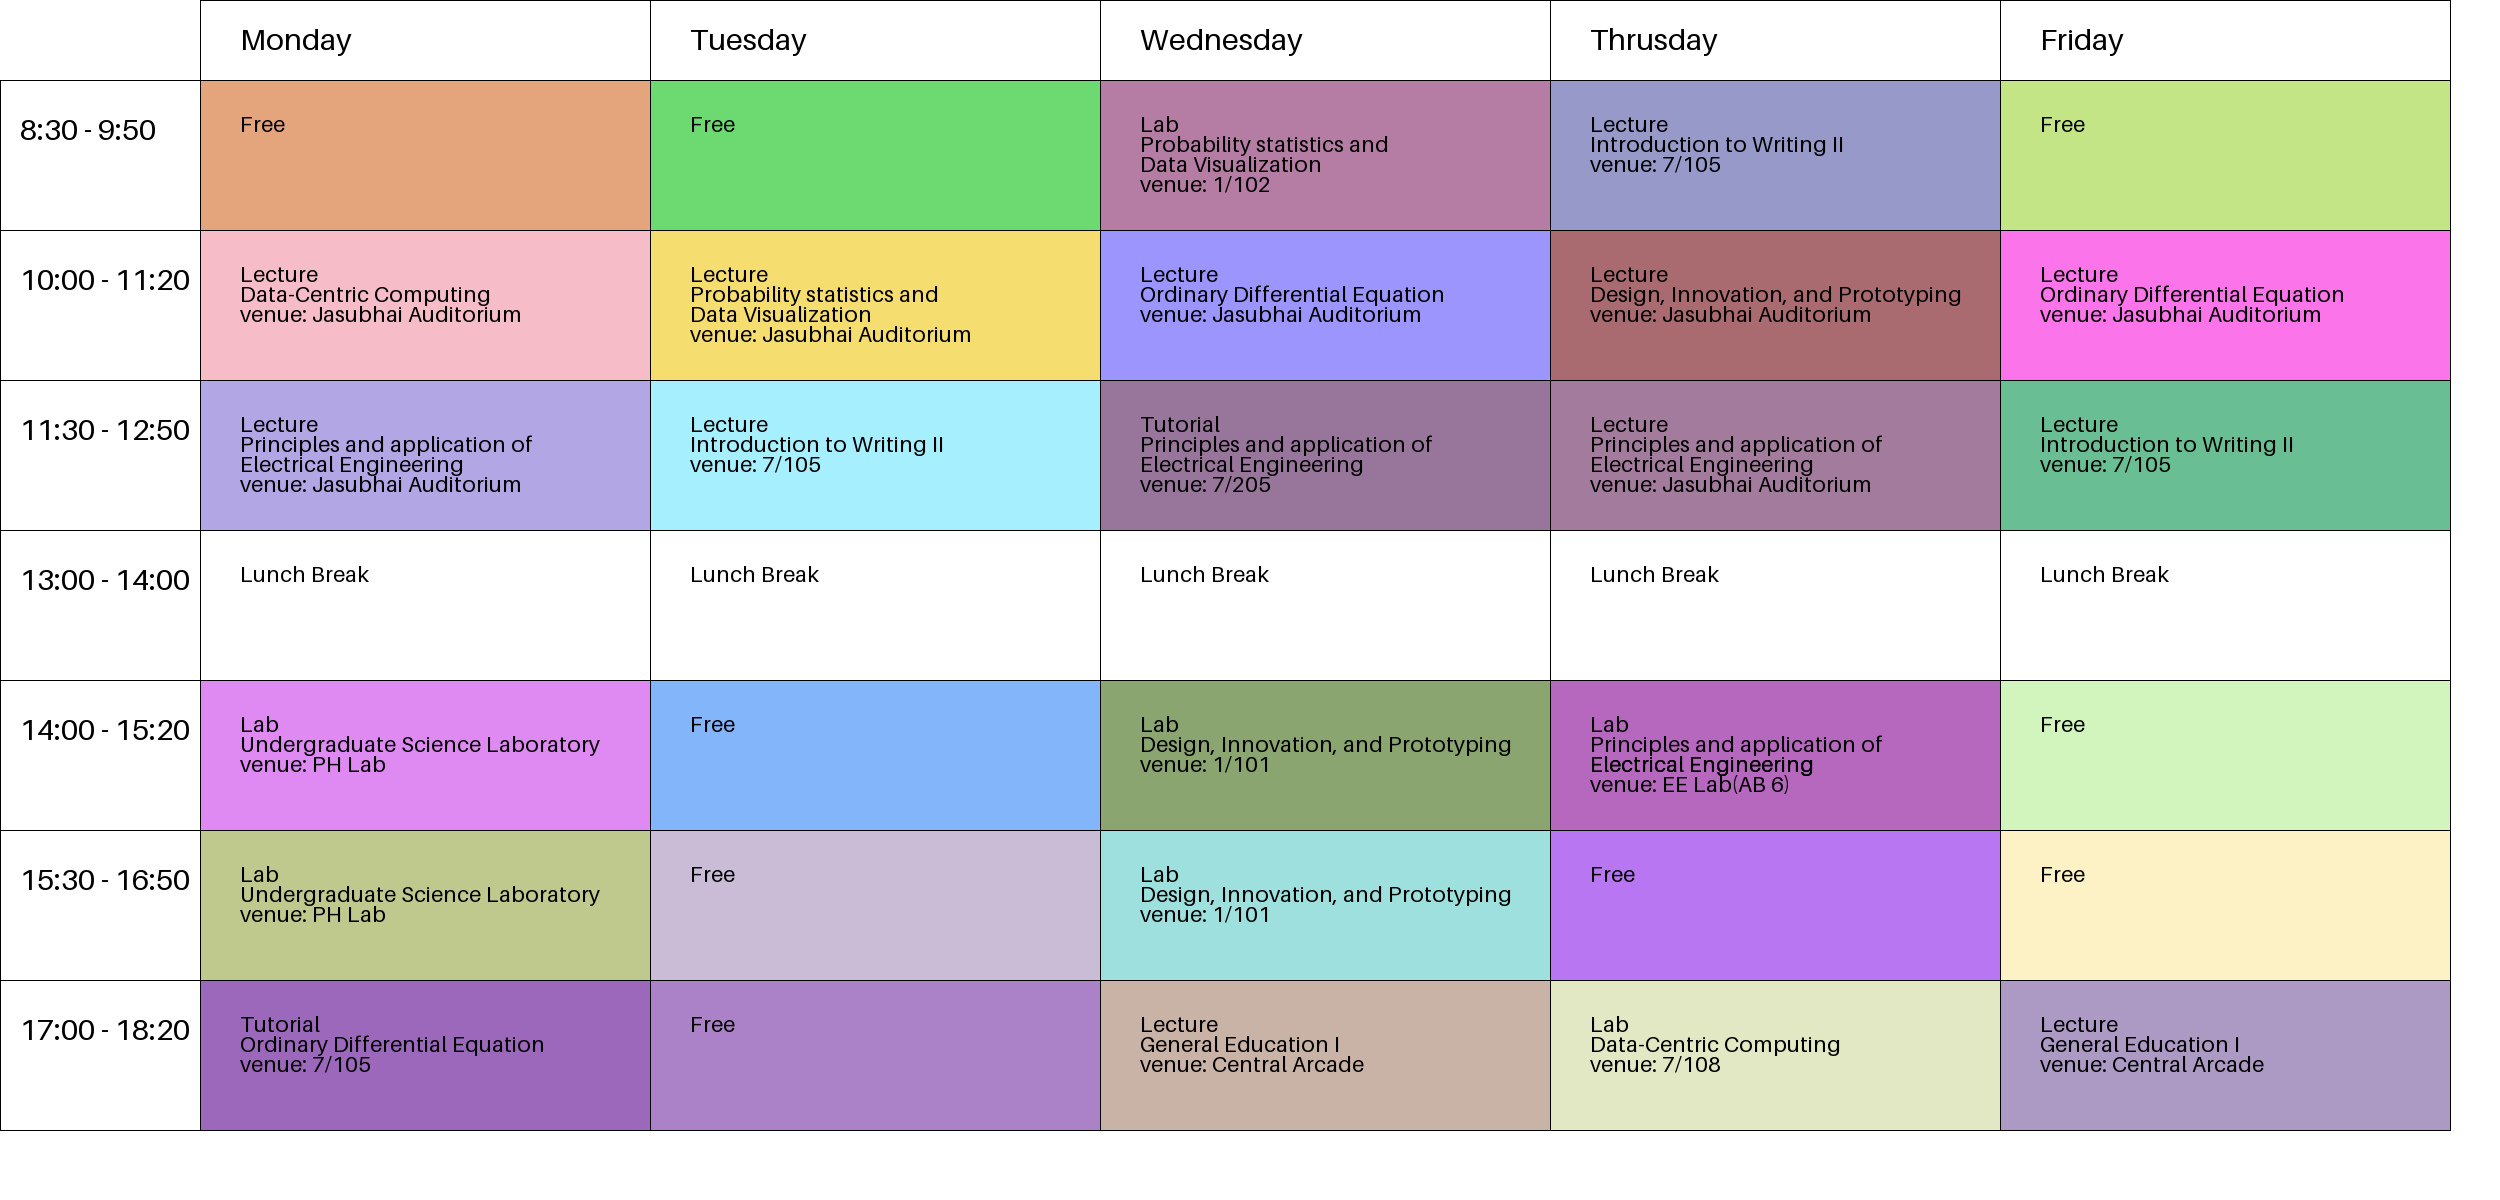 Monday
Tuesday
Wednesday
Thrusday
Friday
8:30 - 9:50
Free
Free
Lab
Probability statistics and
Data Visualization
venue: 1/102
Lecture
Introduction to Writing II
venue: 7/105
Free
10:00 - 11:20
Lecture
Data-Centric Computing
venue: Jasubhai Auditorium
Lecture
Probability statistics and
Data Visualization
venue: Jasubhai Auditorium
Lecture
Ordinary Differential Equation
venue: Jasubhai Auditorium
Lecture
Design, Innovation, and Prototyping
venue: Jasubhai Auditorium
Lecture
Ordinary Differential Equation
venue: Jasubhai Auditorium
11:30 - 12:50
Lecture
Principles and application of
Electrical Engineering
venue: Jasubhai Auditorium
Lecture
Introduction to Writing II
venue: 7/105
Tutorial
Principles and application of
Electrical Engineering
venue: 7/205
Lecture
Principles and application of
Electrical Engineering
venue: Jasubhai Auditorium
Lecture
Introduction to Writing II
venue: 7/105
13:00 - 14:00
Lunch Break
Lunch Break
Lunch Break
Lunch Break
Lunch Break
14:00 - 15:20
Lab
Undergraduate Science Laboratory
venue: PH Lab
Free
Lab
Design, Innovation, and Prototyping
venue: 1/101
Lab
Principles and application of
Electrical Engineering
venue: EE Lab(AB 6)
Free
15:30 - 16:50
Lab
Undergraduate Science Laboratory
venue: PH Lab
Free
Lab
Design, Innovation, and Prototyping
venue: 1/101
Free
Free
17:00 - 18:20
Tutorial
Ordinary Differential Equation
venue: 7/105
Free
Lecture
General Education I
venue: Central Arcade
Lab
Data-Centric Computing
venue: 7/108
Lecture
General Education I
venue: Central Arcade